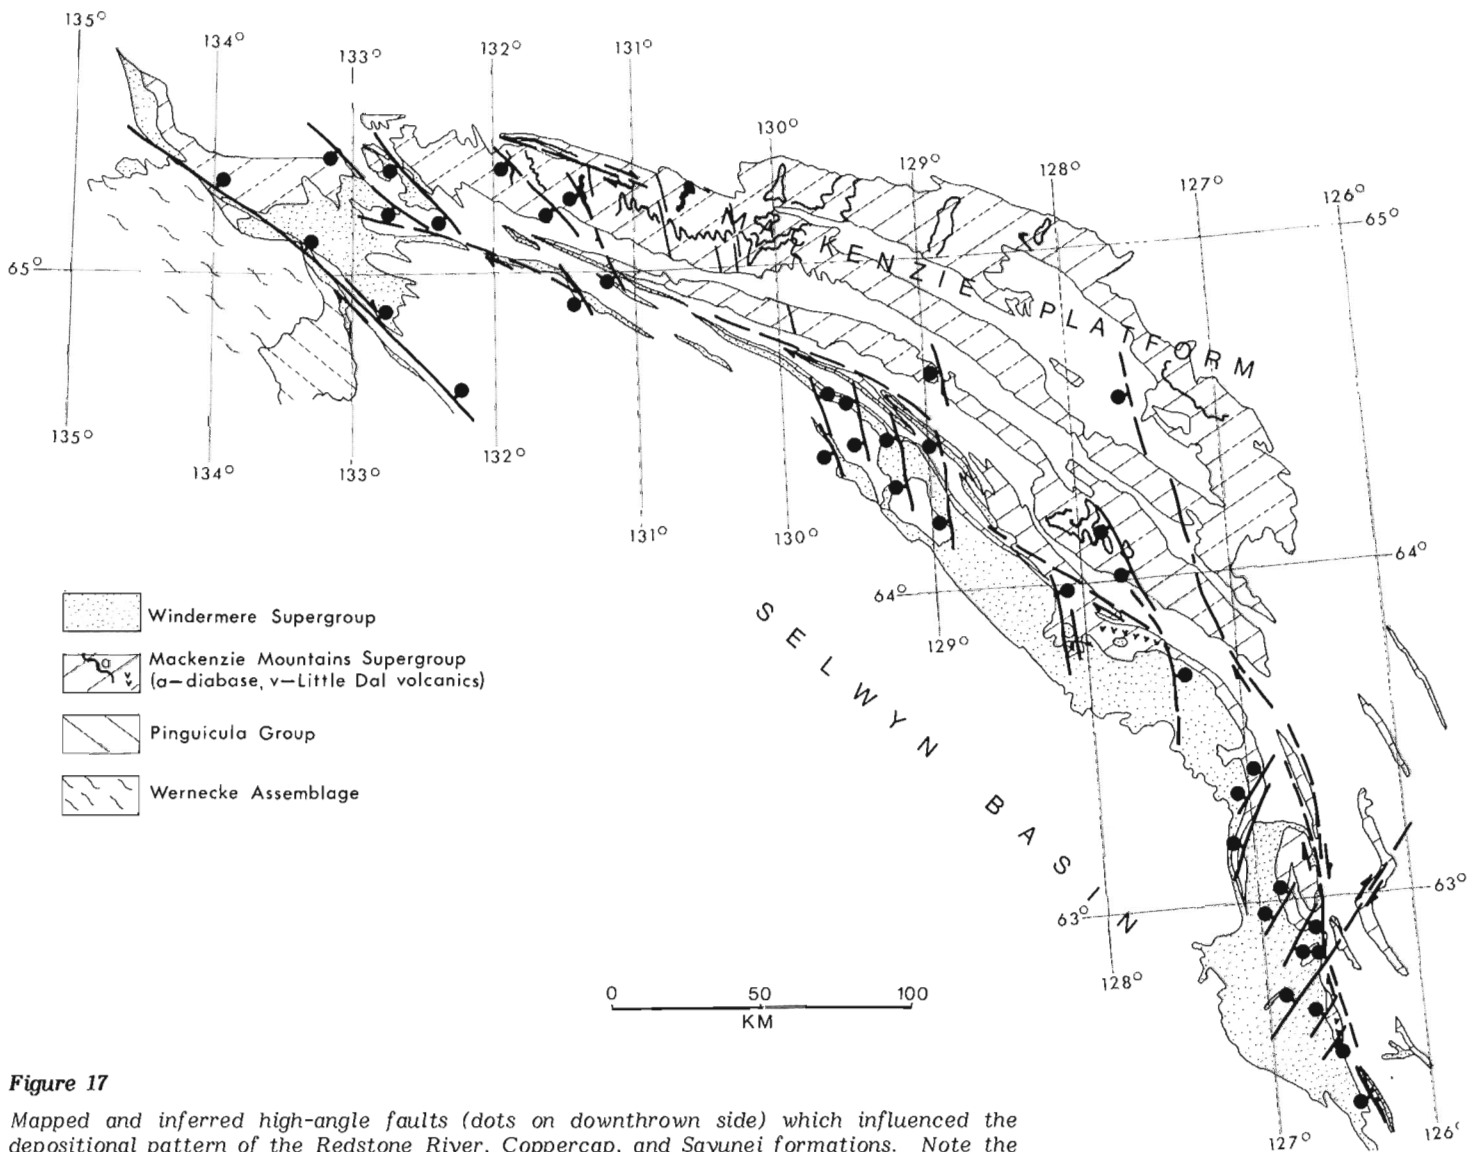 135°
134°
133°
132°
131°
130°
129°
128°
127°
126°
65°
65°
MACKENZIE PLATFORM
135°
134°
133°
132°
131°
130°
64°
64°
129°
SELWYN BASIN
Windermere Supergroup
a
v
v
v
Mackenzie Mountains Supergroup
(a—diabase, v—Little Dal volcanics)
Pinguicula Group
Wernecke Assemblage
v v v v v v
63°
63°
128°
0 50 100
KM
127°
126°
Figure 17
Mapped and inferred high-angle faults (dots on downthrown side) which influenced the
depositional pattern of the Redstone River, Coppercap, and Sayunei formations. Note the